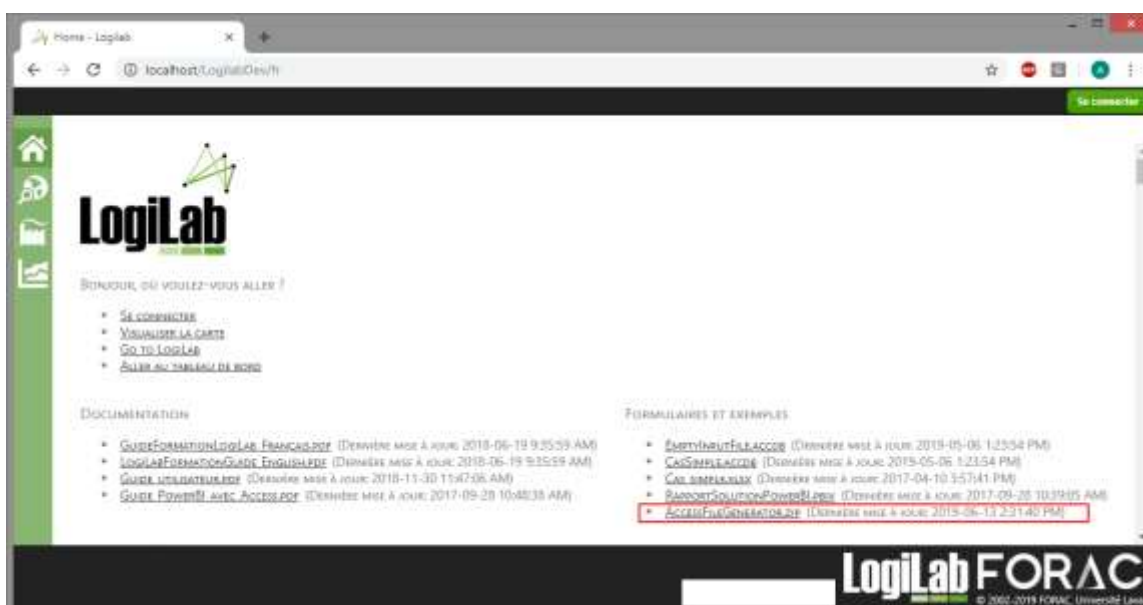 Home - Logilab
localhost/LogilabDev/fr
Se connecter
LogiLab
BONJOUR, OÙ VOULEZ-VOUS ALLER ?
SE CONNECTER
VISUALISER LA CARTE
GO TO LOGILAB
ALLER AU TABLEAU DE BORD
DOCUMENTATION
GUIDEFORMATIONLOGILAB_FRANÇAIS.PDF (DERNIÈRE MISE À JOUR: 2018-06-19 9:35:59 AM)
LOGILABFORMATIONGUIDE_ENGLISH.PDF (DERNIÈRE MISE À JOUR: 2018-06-19 9:35:59 AM)
GUIDE UTILISATEUR.PDF (DERNIÈRE MISE À JOUR: 2018-11-30 11:47:06 AM)
GUIDE POWERBI AVEC ACCESS.PDF (DERNIÈRE MISE À JOUR: 2017-09-28 10:48:38 AM)
FORMULAIRES ET EXEMPLES
EMPTYINPUTFILE.ACCDB (DERNIÈRE MISE À JOUR: 2019-05-06 1:23:54 PM)
CASSIMPLE.ACCDB (DERNIÈRE MISE À JOUR: 2019-05-06 1:23:54 PM)
CAS SIMPLE.XLSX (DERNIÈRE MISE À JOUR: 2017-04-10 3:57:41 PM)
RAPPORTSOLUTIONPOWERBI.PBIX (DERNIÈRE MISE À JOUR: 2017-09-28 10:39:05 AM)
ACCESSFILEGENERATOR.ZIP (DERNIÈRE MISE À JOUR: 2019-06-13 2:31:40 PM)
LogiLab FORAC
© 2002-2019 FORAC, Université